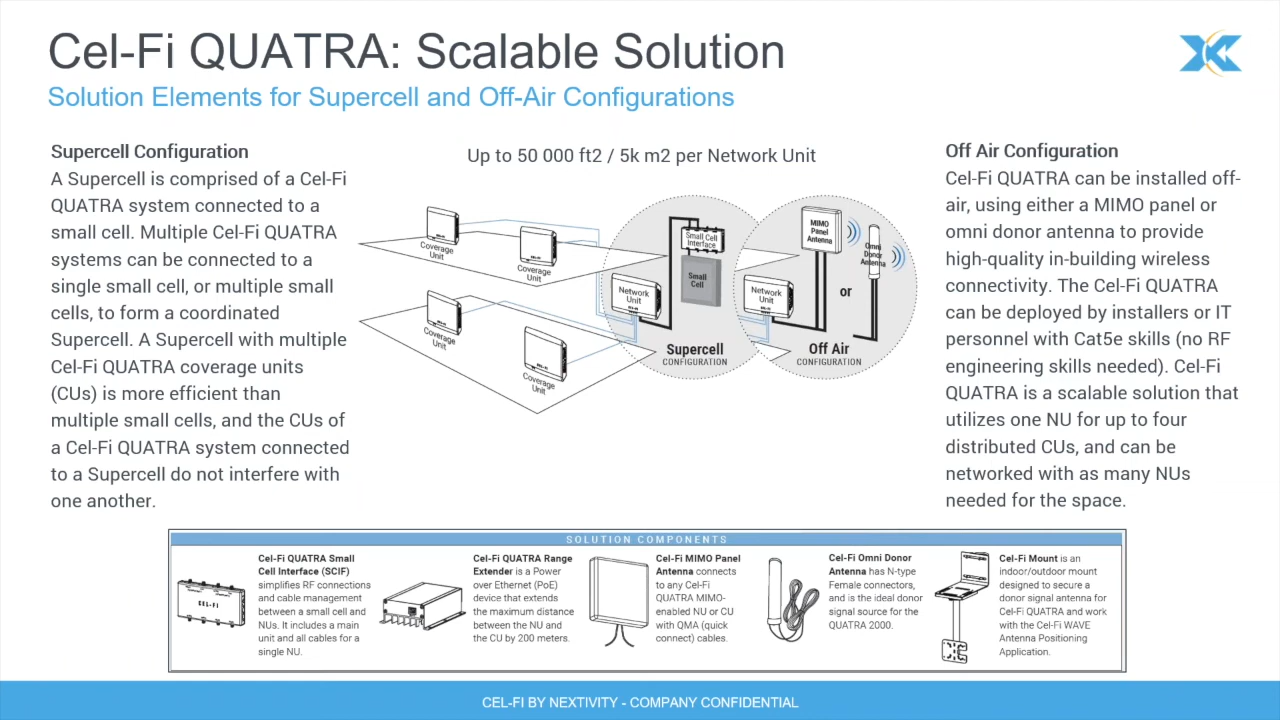 Cel-Fi QUATRA: Scalable Solution
Solution Elements for Supercell and Off-Air Configurations
Supercell Configuration
A Supercell is comprised of a Cel-Fi
QUATRA system connected to a
small cell. Multiple Cel-Fi QUATRA
systems can be connected to a
single small cell, or multiple small
cells, to form a coordinated
Supercell. A Supercell with multiple
Cel-Fi QUATRA coverage units
(CUs) is more efficient than
multiple small cells, and the CUs of
a Cel-Fi QUATRA system connected
to a Supercell do not interfere with
one another.
Up to 50 000 ft2 / 5k m2 per Network Unit
Coverage
Unit
Coverage
Unit
Coverage
Unit
Coverage
Unit
Network
Unit
Small Cell
Interface
Small
Cell
Supercell
CONFIGURATION
Network
Unit
MIMO
Panel
Antenna
or
Omni
Donor
Antenna
Off Air
CONFIGURATION
Off Air Configuration
Cel-Fi QUATRA can be installed off-
air, using either a MIMO panel or
omni donor antenna to provide
high-quality in-building wireless
connectivity. The Cel-Fi QUATRA
can be deployed by installers or IT
personnel with Cat5e skills (no RF
engineering skills needed). Cel-Fi
QUATRA is a scalable solution that
utilizes one NU for up to four
distributed CUs, and can be
networked with as many NUs
needed for the space.
SOLUTION COMPONENTS
CEL-FI
Cel-Fi QUATRA Small
Cell Interface (SCIF)
simplifies RF connections
and cable management
between a small cell and
NUs. It includes a main
unit and all cables for a
single NU.
Cel-Fi QUATRA Range
Extender is a Power
over Ethernet (PoE)
device that extends
the maximum distance
between the NU and
the CU by 200 meters.
Cel-Fi MIMO Panel
Antenna connects
to any Cel-Fi
QUATRA MIMO-
enabled NU or CU
with QMA (quick
connect) cables.
Cel-Fi Omni Donor
Antenna has N-type
Female connectors,
and is the ideal donor
signal source for the
QUATRA 2000.
Cel-Fi Mount is an
indoor/outdoor mount
designed to secure a
donor signal antenna for
Cel-Fi QUATRA and work
with the Cel-Fi WAVE
Antenna Positioning
Application.
CEL-FI BY NEXTIVITY - COMPANY CONFIDENTIAL